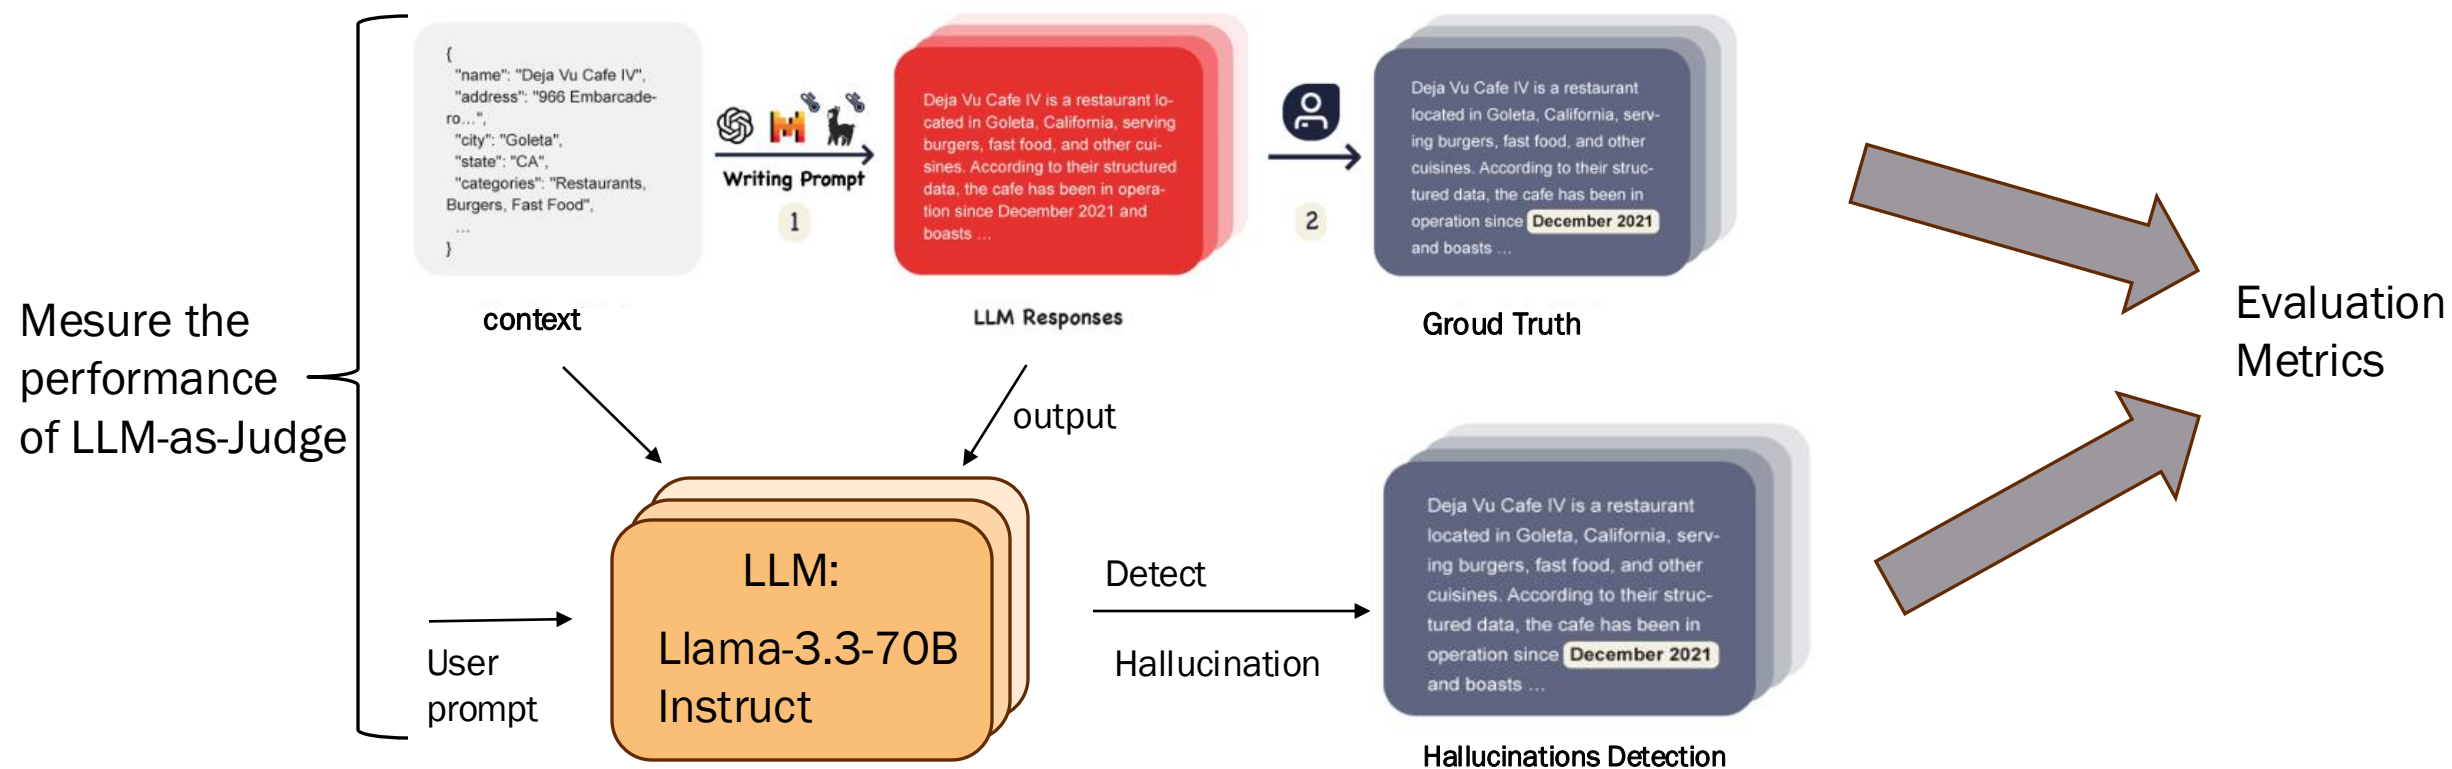 Mesure the
performance
of LLM-as-Judge
{
"name": "Deja Vu Cafe IV",
"address": "966 Embarcade-
ro...",
"city": "Goleta",
"state": "CA",
"categories": "Restaurants,
Burgers, Fast Food",
...
}
context
Writing Prompt
1
Deja Vu Cafe IV is a restaurant lo-
cated in Goleta, California, serving
burgers, fast food, and other cui-
sines. According to their structured
data, the cafe has been in opera-
tion since December 2021 and
boasts ...
LLM Responses
2
Deja Vu Cafe IV is a restaurant
located in Goleta, California, serv-
ing burgers, fast food, and other
cuisines. According to their struc-
tured data, the cafe has been in
operation since December 2021
and boasts ...
Groud Truth
output
User
prompt
LLM:
Llama-3.3-70B
Instruct
Detect
Hallucination
Deja Vu Cafe IV is a restaurant
located in Goleta, California, serv-
ing burgers, fast food, and other
cuisines. According to their struc-
tured data, the cafe has been in
operation since December 2021
and boasts ...
Hallucinations Detection
Evaluation
Metrics